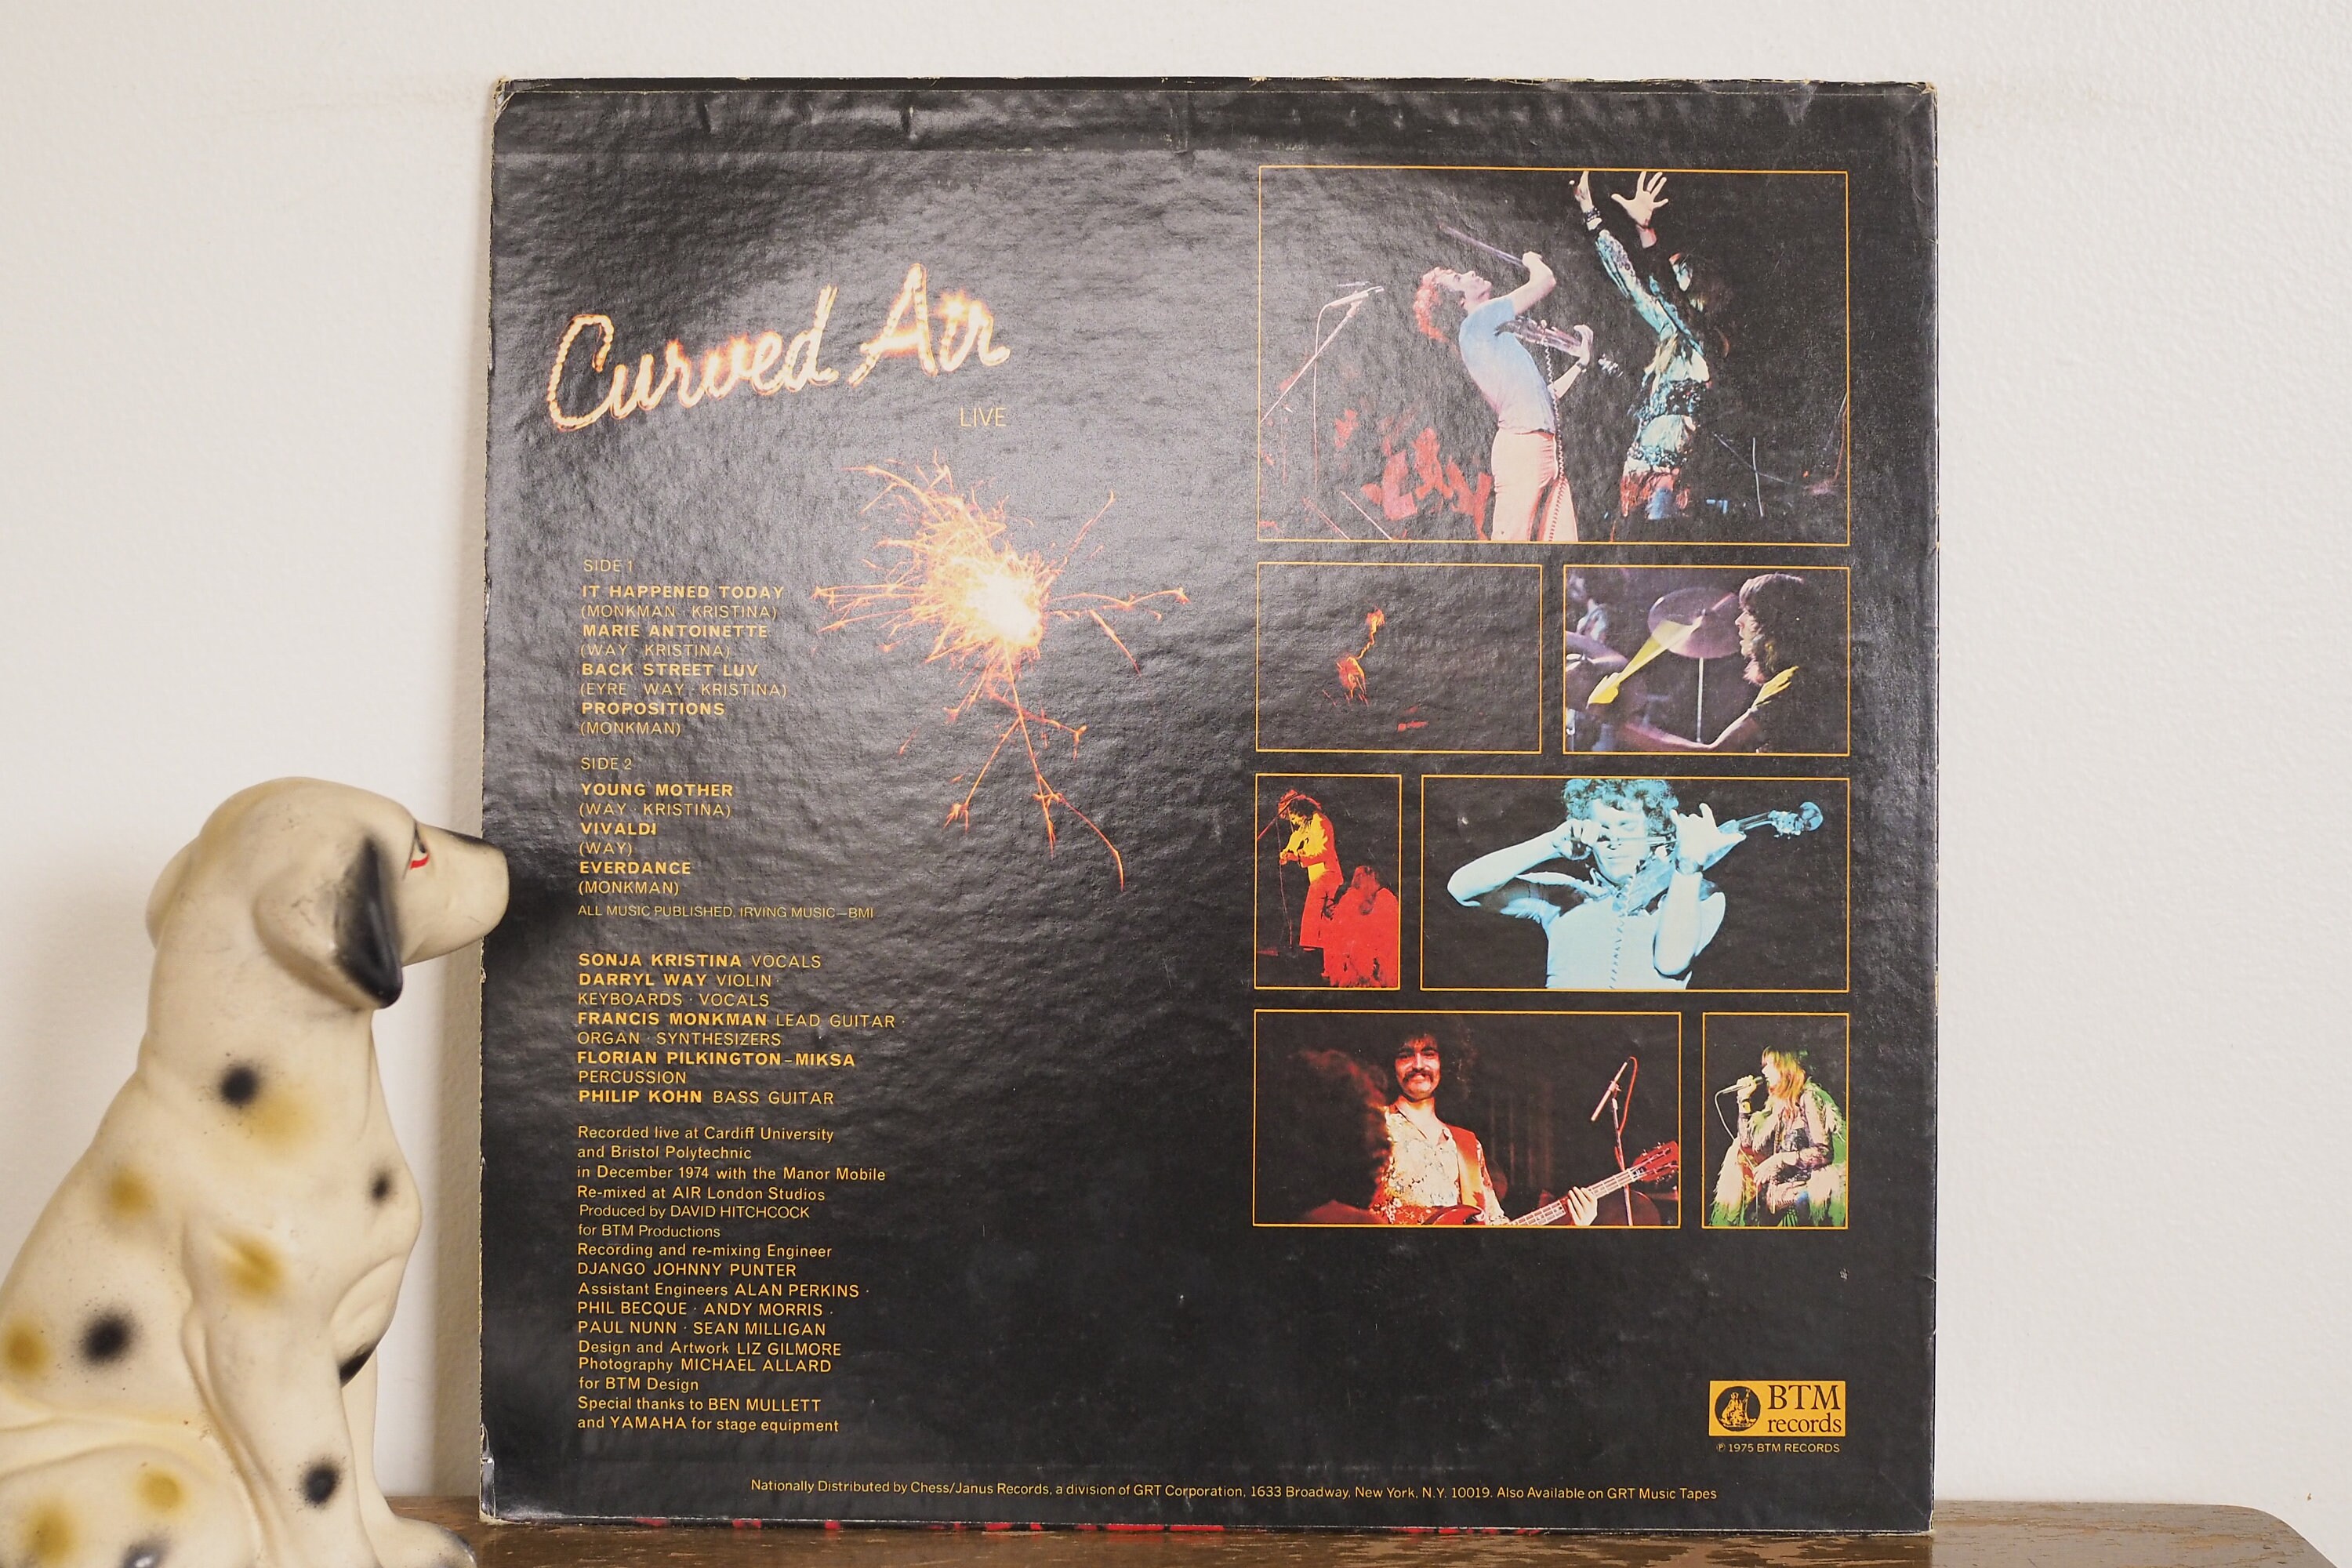 Curved Air
LIVE
SIDE 1
IT HAPPENED TODAY
(MONKMAN · KRISTINA)
MARIE ANTOINETTE
(WAY · KRISTINA)
BACK STREET LUV
(EYRE · WAY · KRISTINA)
PROPOSITIONS
(MONKMAN)
SIDE 2
YOUNG MOTHER
(WAY · KRISTINA)
VIVALDI
(WAY)
EVERDANCE
(MONKMAN)
ALL MUSIC PUBLISHED, IRVING MUSIC—BMI
SONJA KRISTINA VOCALS
DARRYL WAY VIOLIN
KEYBOARDS · VOCALS
FRANCIS MONKMAN LEAD GUITAR ·
ORGAN · SYNTHESIZERS
FLORIAN PILKINGTON-MIKSA
PERCUSSION
PHILIP KOHN BASS GUITAR
Recorded live at Cardiff University
and Bristol Polytechnic
in December 1974 with the Manor Mobile
Re-mixed at AIR London Studios
Produced by DAVID HITCHCOCK
for BTM Productions
Recording and re-mixing Engineer
DJANGO JOHNNY PUNTER
Assistant Engineers ALAN PERKINS ·
PHIL BECQUE · ANDY MORRIS ·
PAUL NUNN · SEAN MILLIGAN
Design and Artwork LIZ GILMORE
Photography MICHAEL ALLARD
for BTM Design
Special thanks to BEN MULLETT
and YAMAHA for stage equipment
BTM
records
℗ 1975 BTM RECORDS
Nationally Distributed by Chess/Janus Records, a division of GRT Corporation, 1633 Broadway, New York, N.Y. 10019. Also Available on GRT Music Tapes